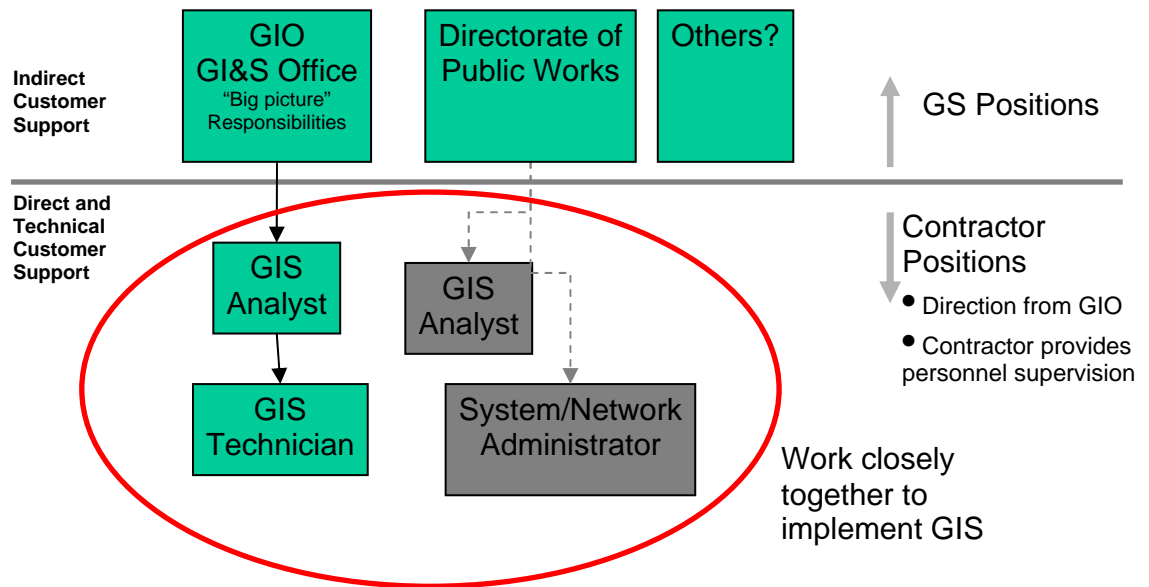 Indirect
Customer
Support
GIO
GI&S Office
“Big picture”
Responsibilities
Directorate of
Public Works
Others?
GS Positions
Direct and
Technical
Customer
Support
GIS
Analyst
GIS
Technician
GIS
Analyst
System/Network
Administrator
Contractor
Positions
• Direction from GIO
• Contractor provides
personnel supervision
Work closely
together to
implement GIS